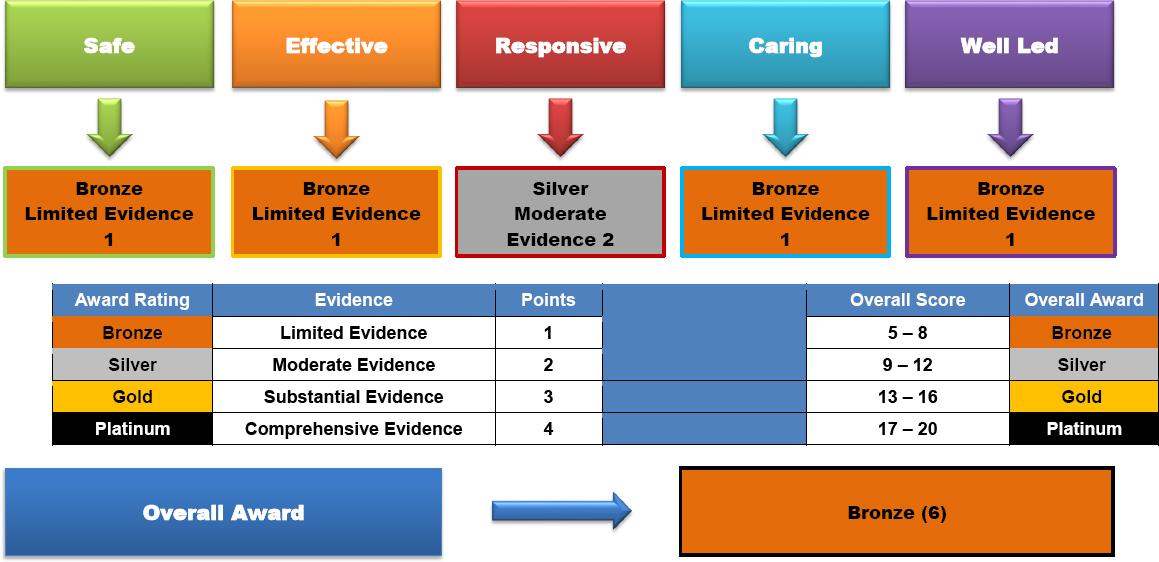 Safe
Effective
Responsive
Caring
Well Led
Bronze
Limited Evidence
1
Bronze
Limited Evidence
1
Silver
Moderate
Evidence 2
Bronze
Limited Evidence
1
Bronze
Limited Evidence
1
Award Rating Evidence Points Overall Score Overall Award
Bronze Limited Evidence 1 5 – 8 Bronze
Silver Moderate Evidence 2 9 – 12 Silver
Gold Substantial Evidence 3 13 – 16 Gold
Platinum Comprehensive Evidence 4 17 – 20 Platinum
Overall Award
Bronze (6)